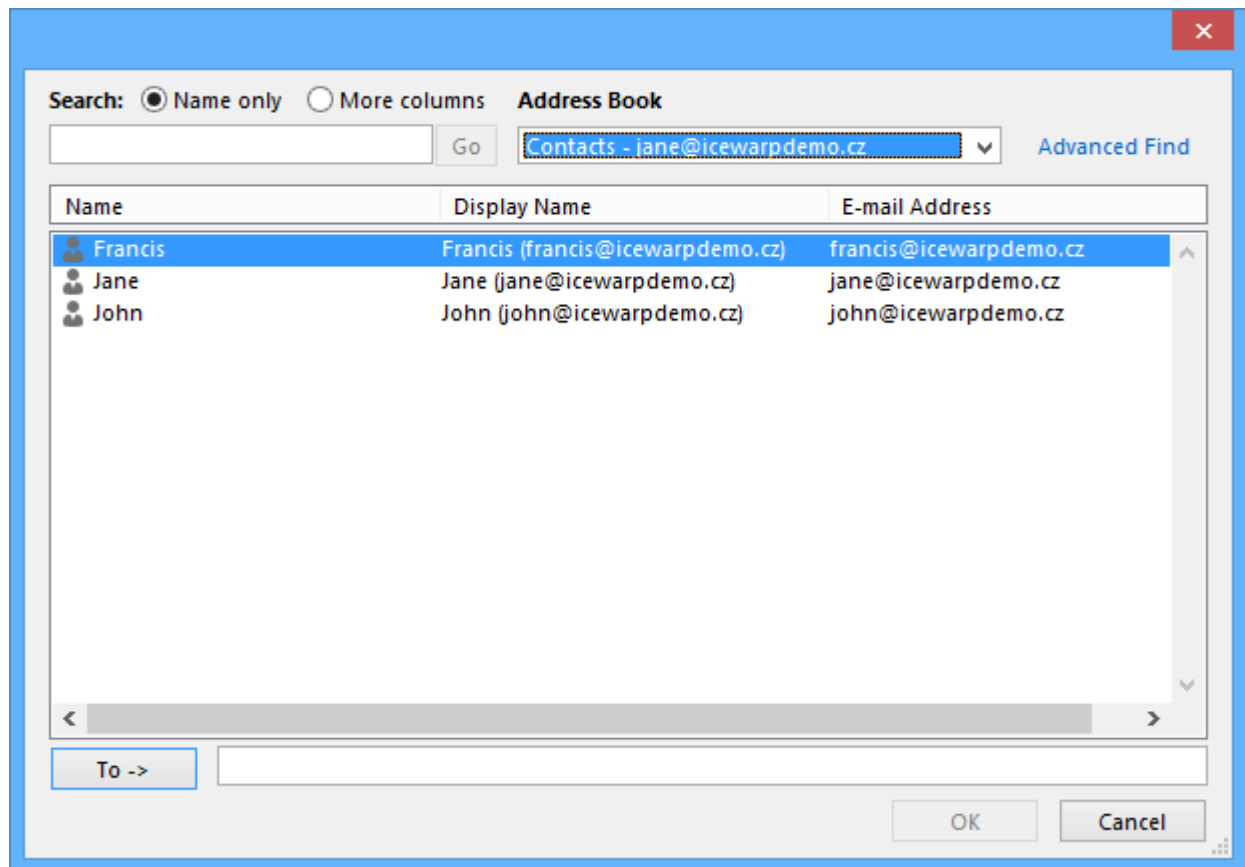 Search: Name only More columns Address Book
Go Contacts - jane@icewarpdemo.cz Advanced Find
Name Display Name E-mail Address
Francis Francis (francis@icewarpdemo.cz) francis@icewarpdemo.cz
Jane Jane (jane@icewarpdemo.cz) jane@icewarpdemo.cz
John John (john@icewarpdemo.cz) john@icewarpdemo.cz
To ->
OK Cancel